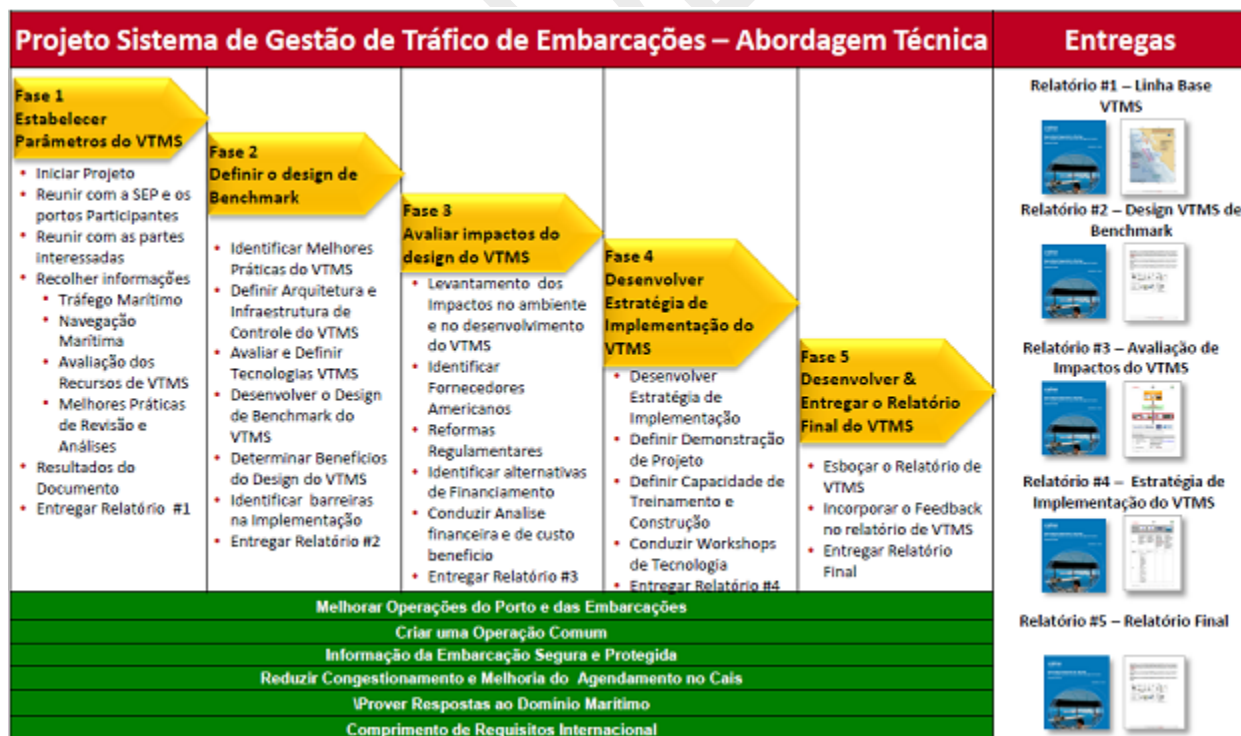 Projeto Sistema de Gestão de Tráfico de Embarcações – Abordagem Técnica
Entregas
Fase 1
Estabelecer
Parâmetros do VTMS
• Iniciar Projeto
• Reunir com a SEP e os
portos Participantes
• Reunir com as partes
interessadas
• Recolher informações
• Tráfego Marítimo
• Navegação
Marítima
• Avaliação dos
Recursos de VTMS
• Melhores Práticas
de Revisão e
Análises
• Resultados do
Documento
• Entregar Relatório #1
Fase 2
Definir o design de
Benchmark
• Identificar Melhores
Práticas do VTMS
• Definir Arquitetura e
Infraestrutura de
Controle do VTMS
• Avaliar e Definir
Tecnologias VTMS
• Desenvolver o Design
de Benchmark do
VTMS
• Determinar Benefícios
do Design do VTMS
• Identificar barreiras
na Implementação
• Entregar Relatório #2
Fase 3
Avaliar impactos do
design do VTMS
• Levantamento dos
Impactos no ambiente
e no desenvolvimento
do VTMS
• Identificar
Fornecedores
Americanos
• Reformas
Regulamentares
• Identificar alternativas
de Financiamento
• Conduzir Analise
financeira e de custo
beneficio
• Entregar Relatório #3
Fase 4
Desenvolver
Estratégia de
Implementação do
VTMS
• Desenvolver
Estratégia de
Implementação
• Definir Demonstração
de Projeto
• Definir Capacidade de
Treinamento e
Construção
• Conduzir Workshops
de Tecnologia
• Entregar Relatório #4
Fase 5
Desenvolver &
Entregar o Relatório
Final do VTMS
• Esboçar o Relatório de
VTMS
• Incorporar o Feedback
no relatório de VTMS
• Entregar Relatório
Final
Melhorar Operações do Porto e das Embarcações
Criar uma Operação Comum
Informação da Embarcação Segura e Protegida
Reduzir Congestionamento e Melhoria do Agendamento no Cais
\Prover Respostas ao Domínio Marítimo
Comprimento de Requisitos Internacional
Relatório #1 – Linha Base
VTMS
Relatório #2 – Design VTMS de
Benchmark
Relatório #3 – Avaliação de
Impactos do VTMS
Relatório #4 – Estratégia de
Implementação do VTMS
Relatório #5 – Relatório Final